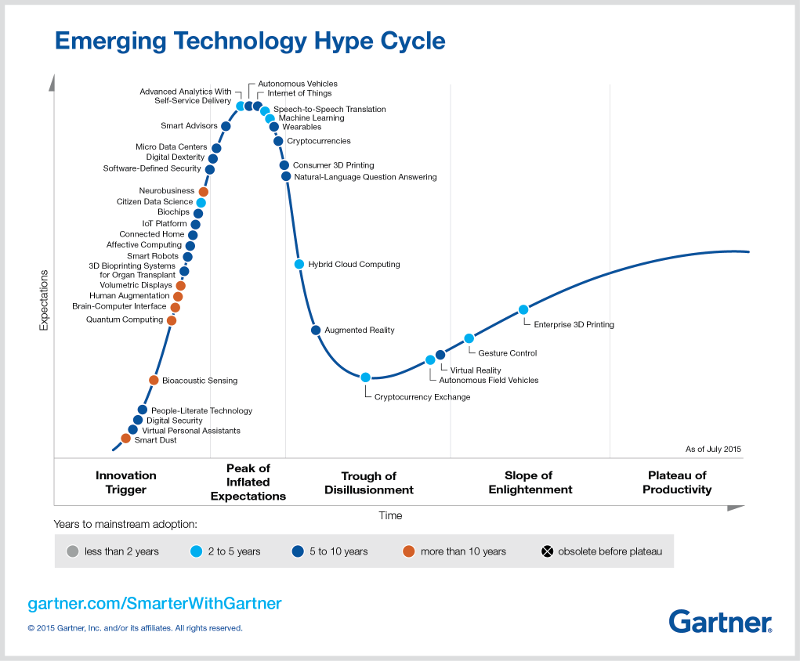 Emerging Technology Hype Cycle
Expectations
Advanced Analytics With
Self-Service Delivery
Autonomous Vehicles
Internet of Things
Speech-to-Speech Translation
Machine Learning
Wearables
Cryptocurrencies
Consumer 3D Printing
Natural-Language Question Answering
Smart Advisors
Micro Data Centers
Digital Dexterity
Software-Defined Security
Neurobusiness
Citizen Data Science
Biochips
IoT Platform
Connected Home
Affective Computing
Smart Robots
3D Bioprinting Systems
for Organ Transplant
Volumetric Displays
Human Augmentation
Brain-Computer Interface
Quantum Computing
Bioacoustic Sensing
People-Literate Technology
Digital Security
Virtual Personal Assistants
Smart Dust
Hybrid Cloud Computing
Augmented Reality
Cryptocurrency Exchange
Autonomous Field Vehicles
Virtual Reality
Gesture Control
Enterprise 3D Printing
As of July 2015
Innovation
Trigger
Peak of
Inflated
Expectations
Trough of
Disillusionment
Slope of
Enlightenment
Plateau of
Productivity
Time
Years to mainstream adoption:
less than 2 years
2 to 5 years
5 to 10 years
more than 10 years
obsolete before plateau
gartner.com/SmarterWithGartner
© 2015 Gartner, Inc. and/or its affiliates. All rights reserved.
Gartner®